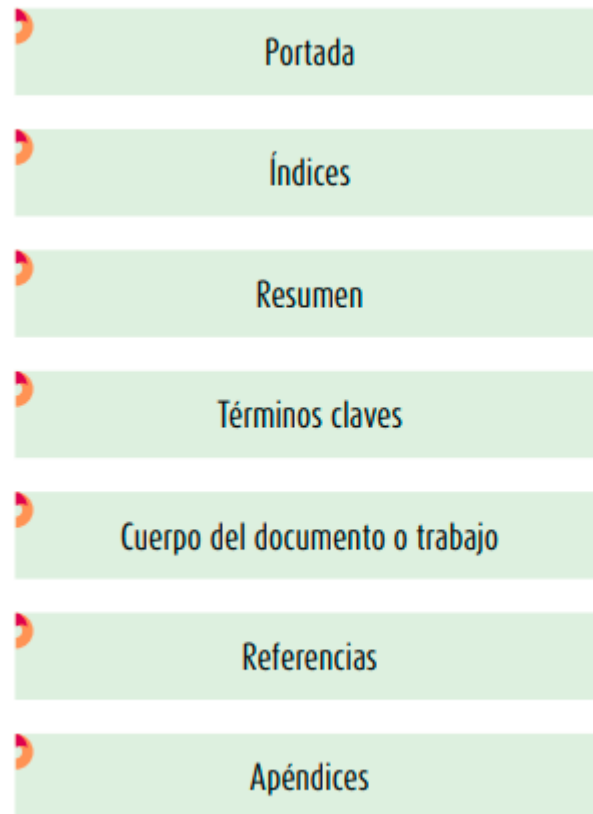 Portada
Índices
Resumen
Términos claves
Cuerpo del documento o trabajo
Referencias
Apéndices